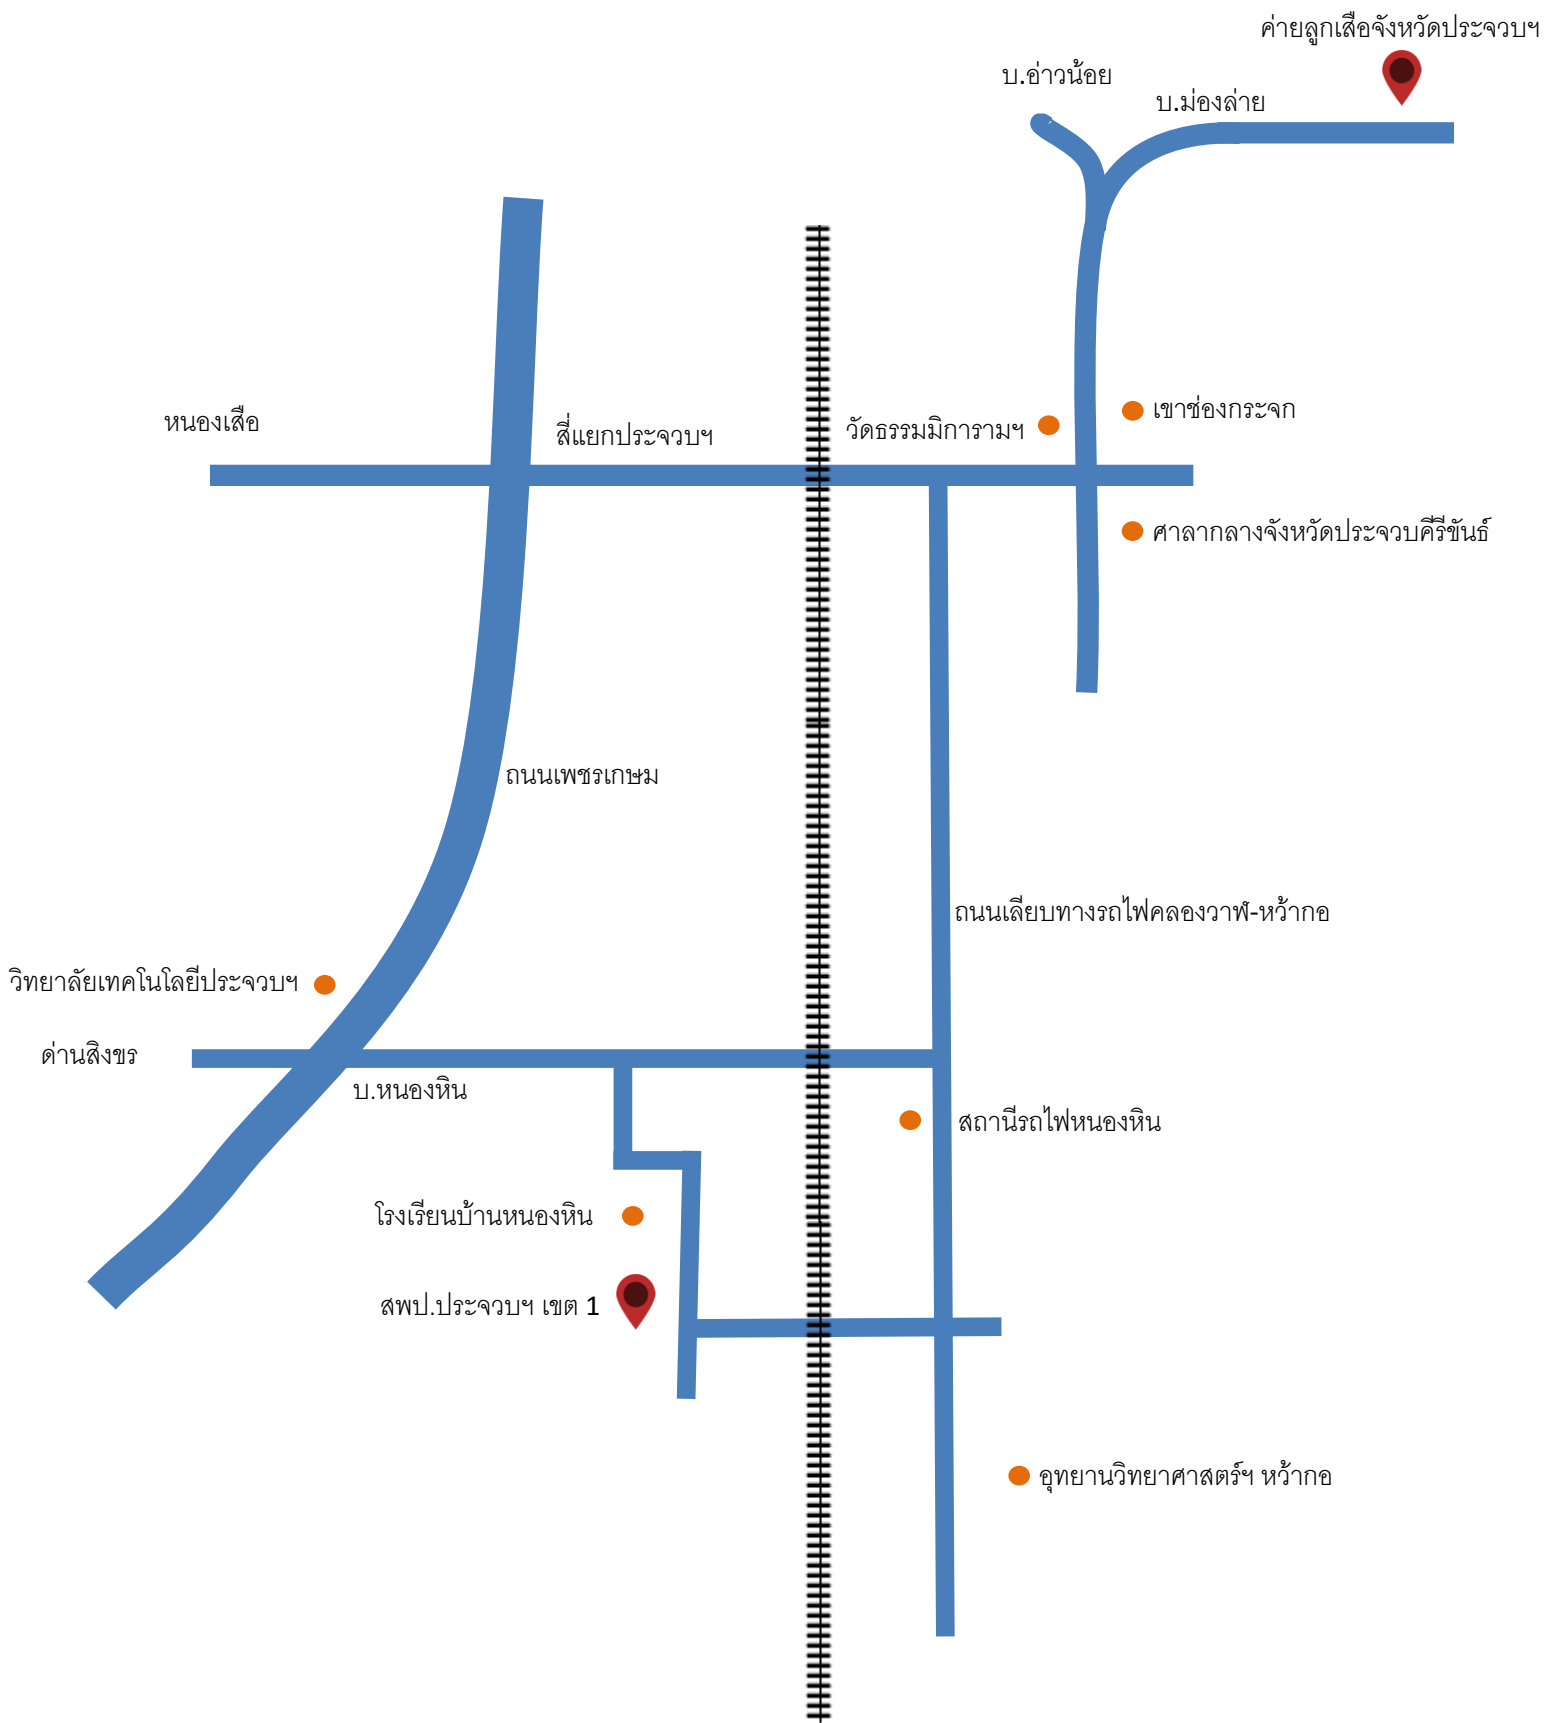 ค่ายลูกเสือจังหวัดประจวบฯ
บ.อ่าวน้อย
บ.ม่องล่าย
หนองเสือ
สี่แยกประจวบฯ
วัดธรรมมิการามฯ
เขาช่องกระจก
ศาลากลางจังหวัดประจวบคีรีขันธ์
ถนนเพชรเกษม
ถนนเลียบทางรถไฟคลองวาฬ-หว้ากอ
วิทยาลัยเทคโนโลยีประจวบฯ
ด่านสิงขร
บ.หนองหิน
สถานีรถไฟหนองหิน
โรงเรียนบ้านหนองหิน
สพป.ประจวบฯ เขต 1
อุทยานวิทยาศาสตร์ฯ หว้ากอ